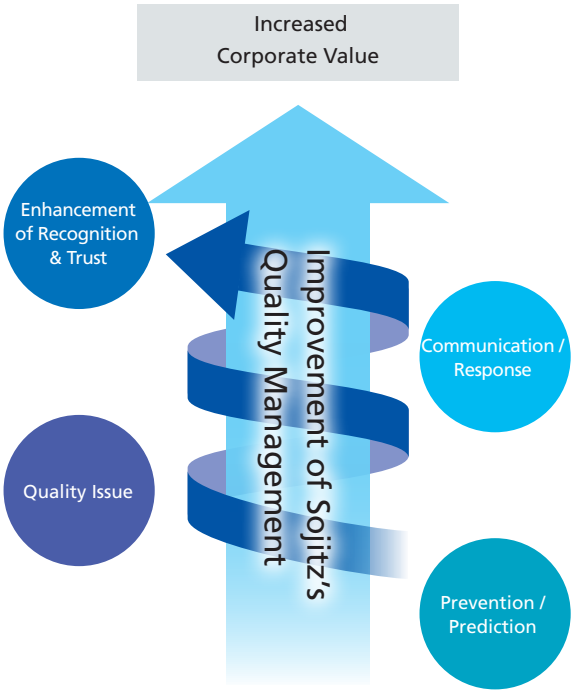 Increased
Corporate Value
Enhancement
of Recognition
& Trust
Improvement of Sojitz’s
Quality Management
Communication /
Response
Quality Issue
Prevention /
Prediction